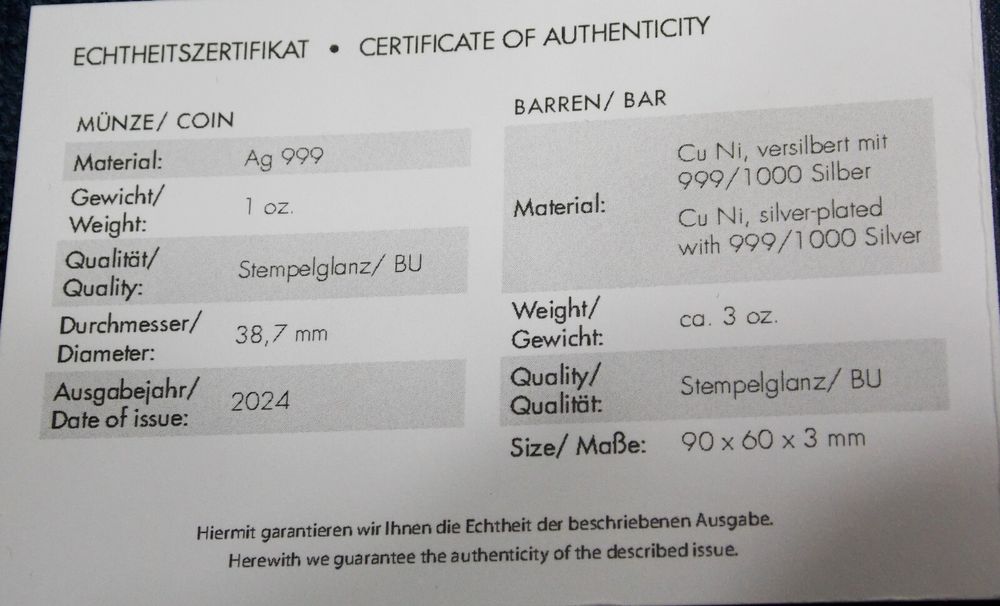 ECHTHEITSZERTIFIKAT • CERTIFICATE OF AUTHENTICITY
MÜNZE/ COIN
Material: Ag 999
Gewicht/
Weight: 1 oz.
Qualität/
Quality: Stempelglanz/ BU
Durchmesser/
Diameter: 38,7 mm
Ausgabejahr/
Date of issue: 2024
BARREN/ BAR
Material: Cu Ni, versilbert mit
999/1000 Silber
Cu Ni, silver-plated
with 999/1000 Silver
Weight/
Gewicht: ca. 3 oz.
Quality/
Qualität: Stempelglanz/ BU
Size/ Maße: 90 x 60 x 3 mm
Hiermit garantieren wir Ihnen die Echtheit der beschriebenen Ausgabe.
Herewith we guarantee the authenticity of the described issue.